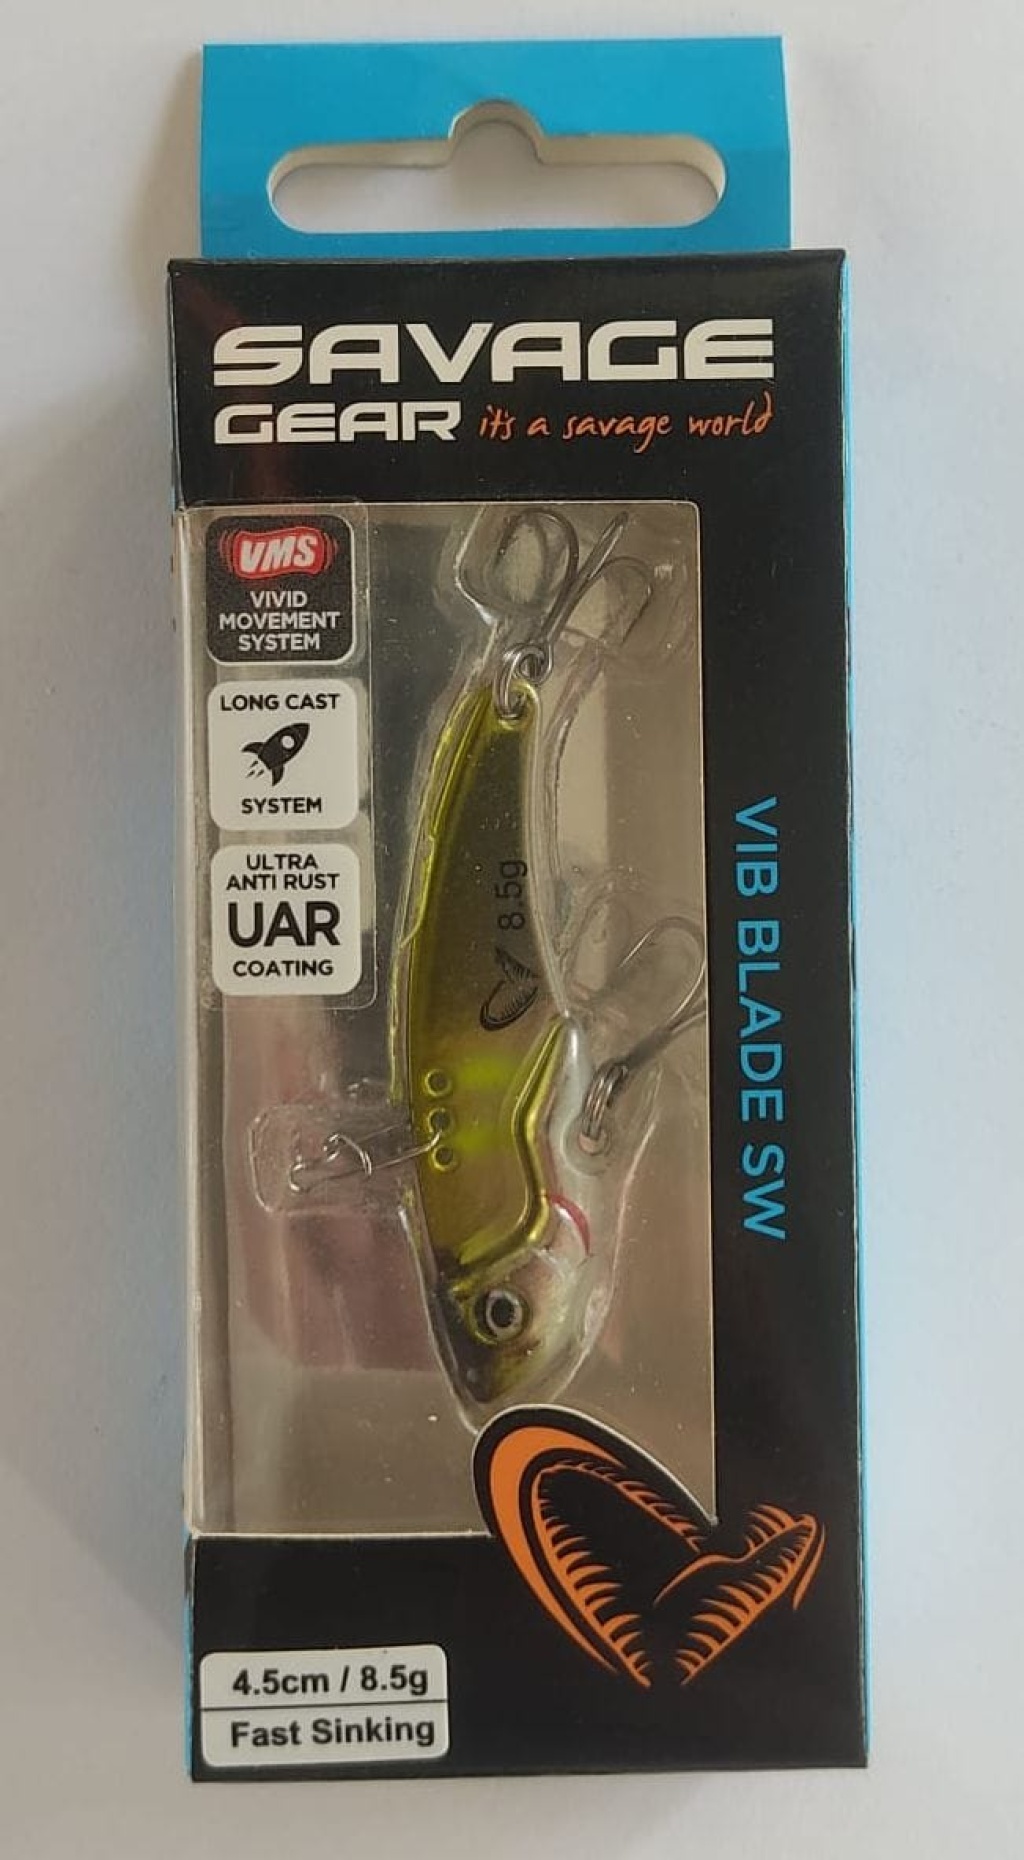 SAVAGE
GEAR it's a savage world
VMS
VIVID
MOVEMENT
SYSTEM
LONG CAST
SYSTEM
ULTRA
ANTI RUST
UAR
COATING
8.5g
VIB BLADE SW
4.5cm / 8.5g
Fast Sinking